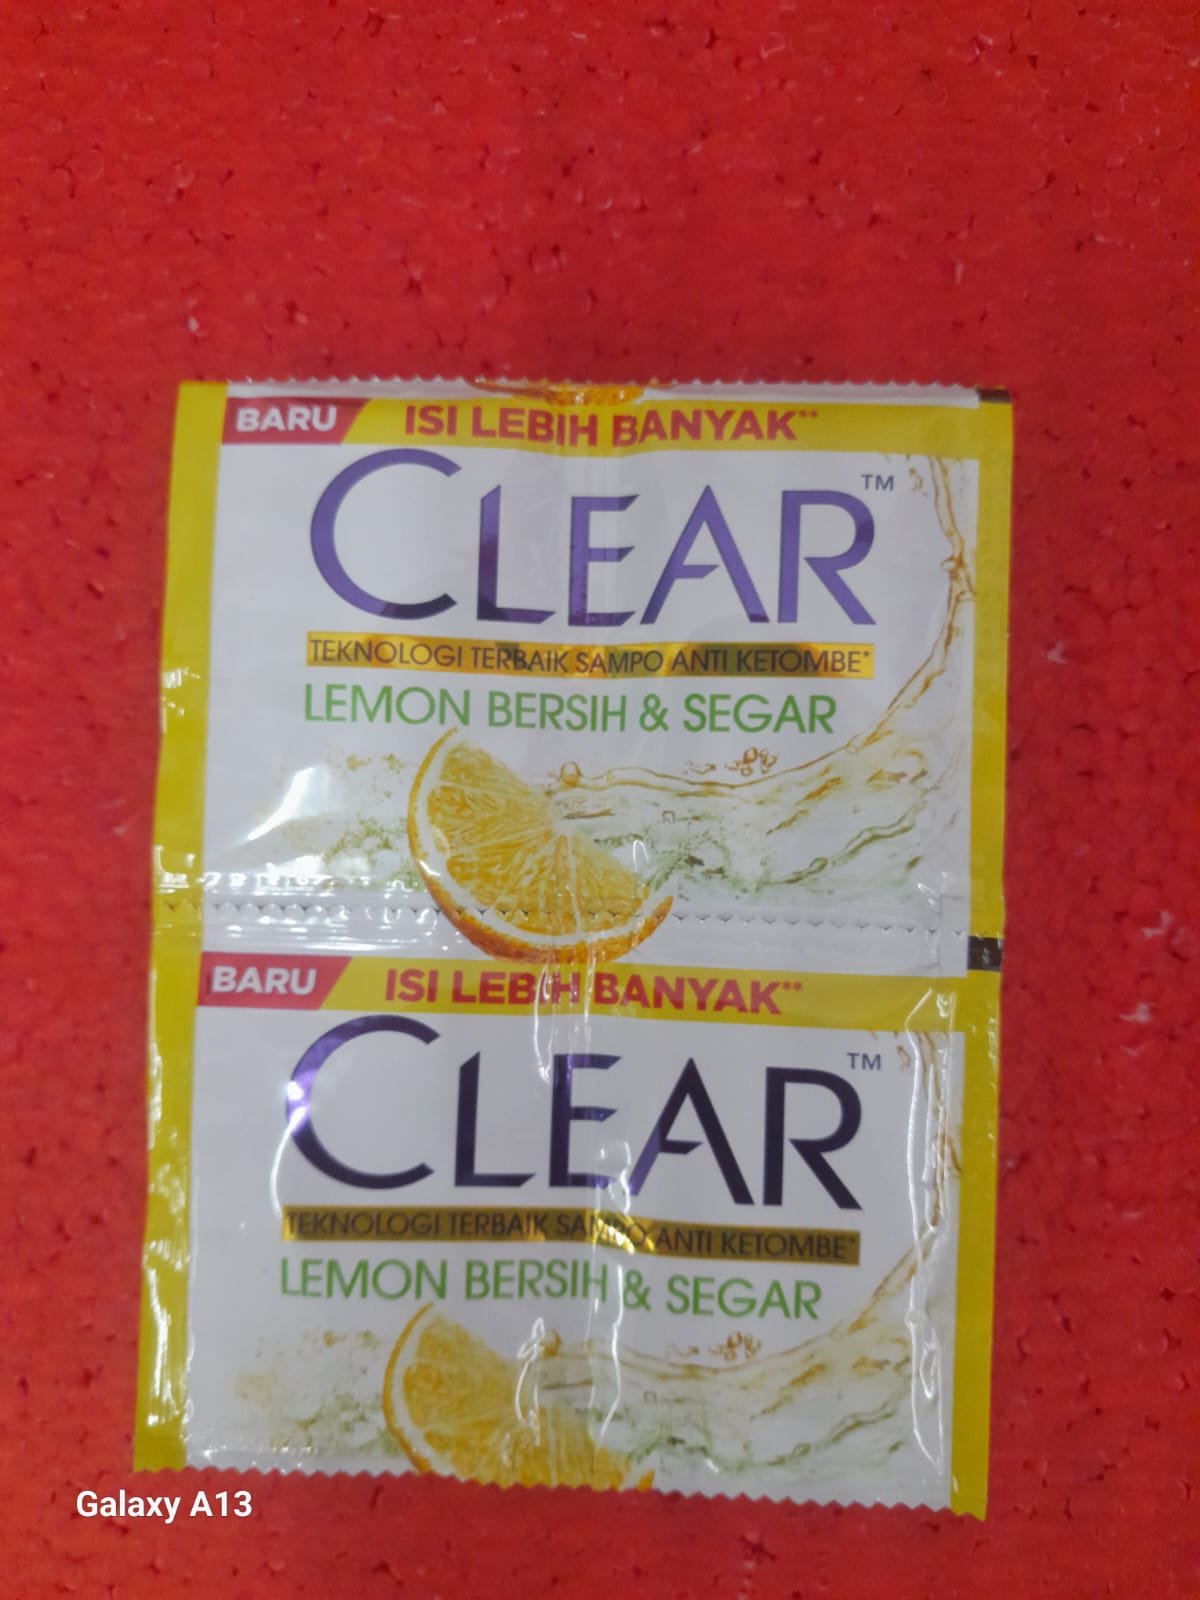 BARU ISI LEBIH BANYAK**
CLEAR™
TEKNOLOGI TERBAIK SAMPO ANTI KETOMBE*
LEMON BERSIH & SEGAR
BARU ISI LEBIH BANYAK**
CLEAR™
TEKNOLOGI TERBAIK SAMPO ANTI KETOMBE*
LEMON BERSIH & SEGAR
Galaxy A13